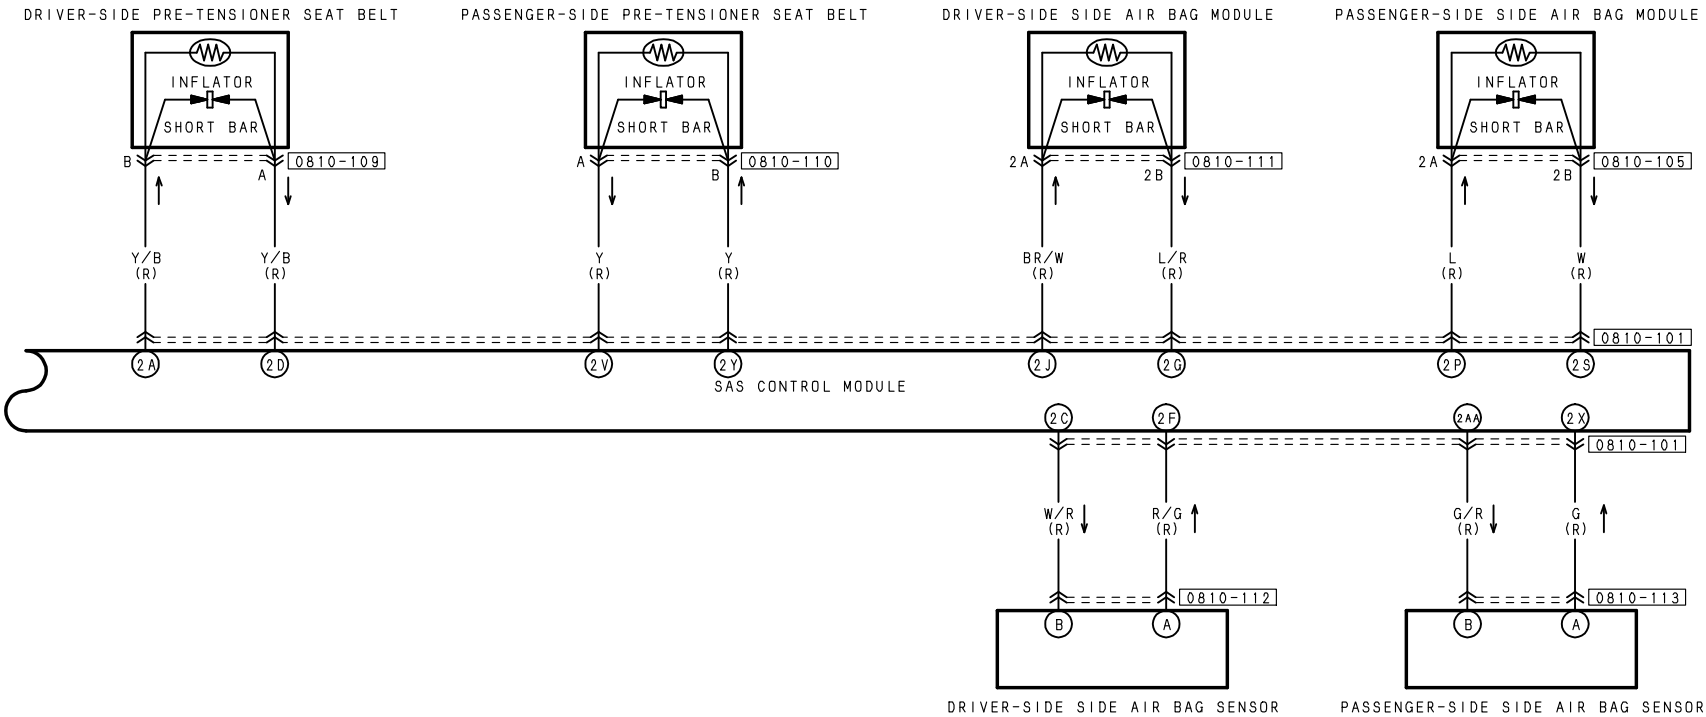 DRIVER-SIDE PRE-TENSIONER SEAT BELT PASSENGER-SIDE PRE-TENSIONER SEAT BELT DRIVER-SIDE SIDE AIR BAG MODULE PASSENGER-SIDE SIDE AIR BAG MODULE
INFLATOR INFLATOR INFLATOR INFLATOR
SHORT BAR SHORT BAR SHORT BAR SHORT BAR
B A 0810-109 A B 0810-110 2A 2B 0810-111 2A 2B 0810-105
Y/B Y/B Y Y BR/W L/R L W
(R) (R) (R) (R) (R) (R) (R) (R)
0810-101
2A 2D 2V 2Y 2J 2G 2P 2S
SAS CONTROL MODULE
2C 2F 2AA 2X
0810-101
W/R R/G G/R G
(R) (R) (R) (R)
0810-112 0810-113
B A B A
DRIVER-SIDE SIDE AIR BAG SENSOR PASSENGER-SIDE SIDE AIR BAG SENSOR